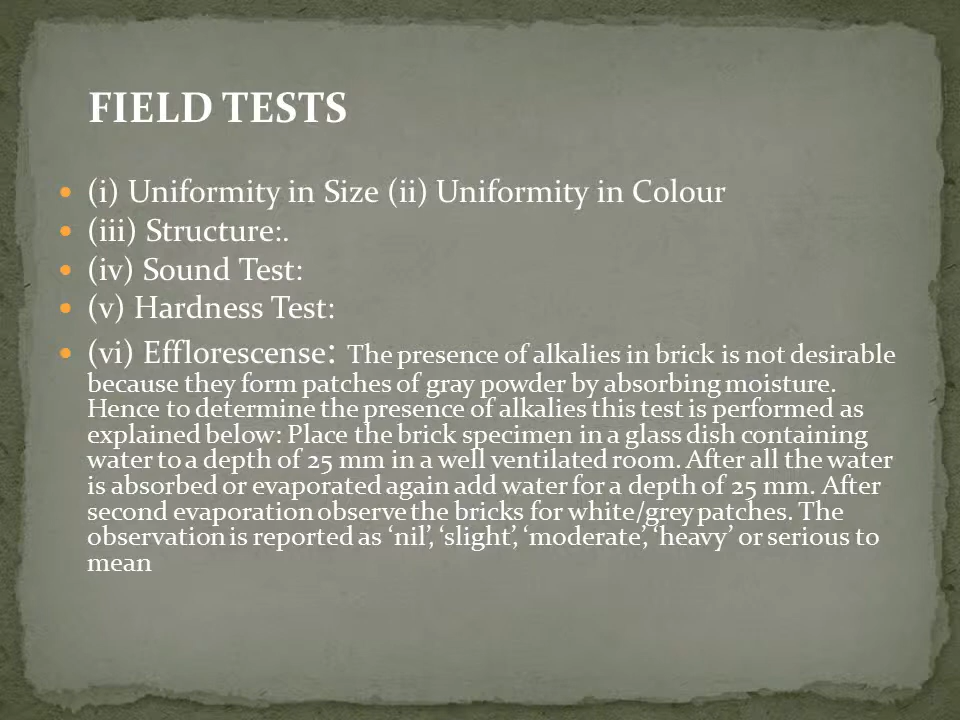 FIELD TESTS
(i) Uniformity in Size (ii) Uniformity in Colour
(iii) Structure:.
(iv) Sound Test:
(v) Hardness Test:
(vi) Efflorescense: The presence of alkalies in brick is not desirable
because they form patches of gray powder by absorbing moisture.
Hence to determine the presence of alkalies this test is performed as
explained below: Place the brick specimen in a glass dish containing
water to a depth of 25 mm in a well ventilated room. After all the water
is absorbed or evaporated again add water for a depth of 25 mm. After
second evaporation observe the bricks for white/grey patches. The
observation is reported as ‘nil’, ‘slight’, ‘moderate’, ‘heavy’ or serious to
mean